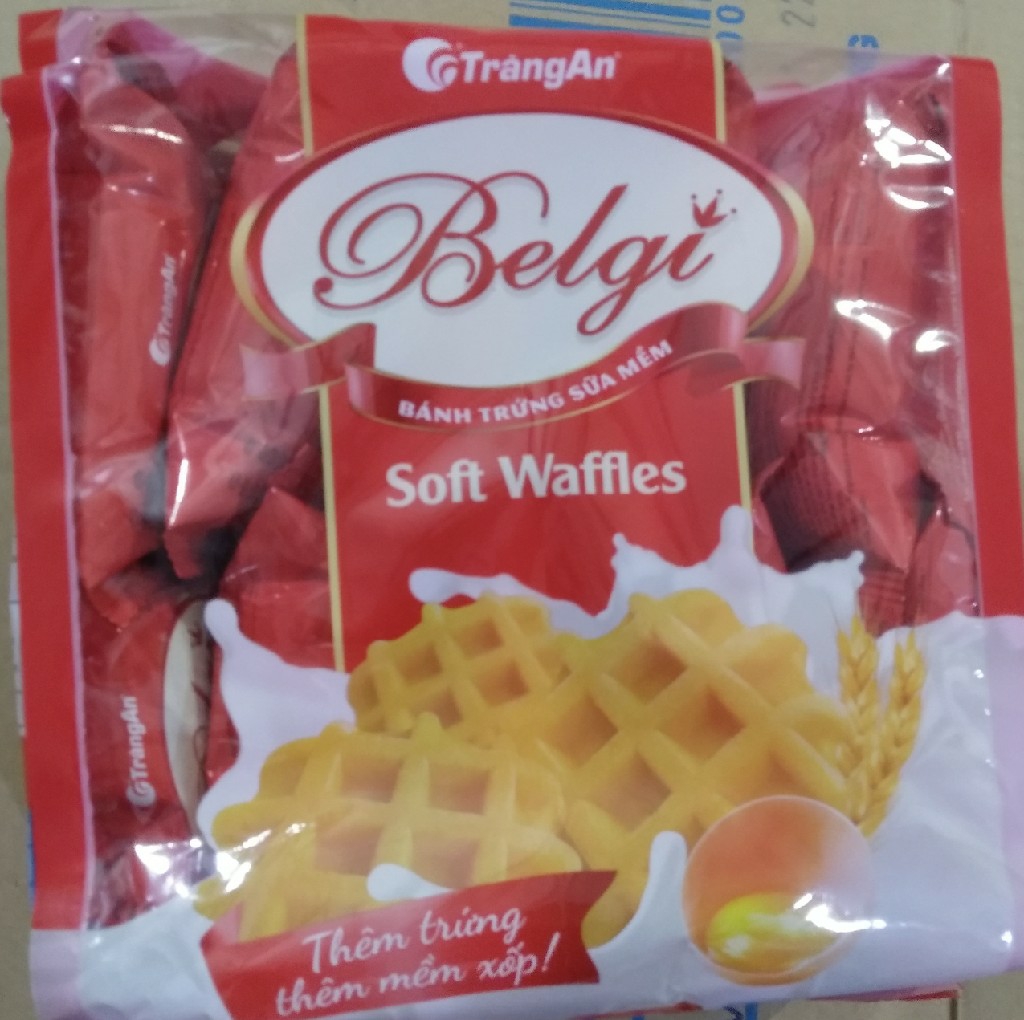 TràngAn
Belgi
BÁNH TRỨNG SỮA MỀM
Soft Waffles
TràngAn
TràngAn
Thêm trứng
thêm mềm xốp!